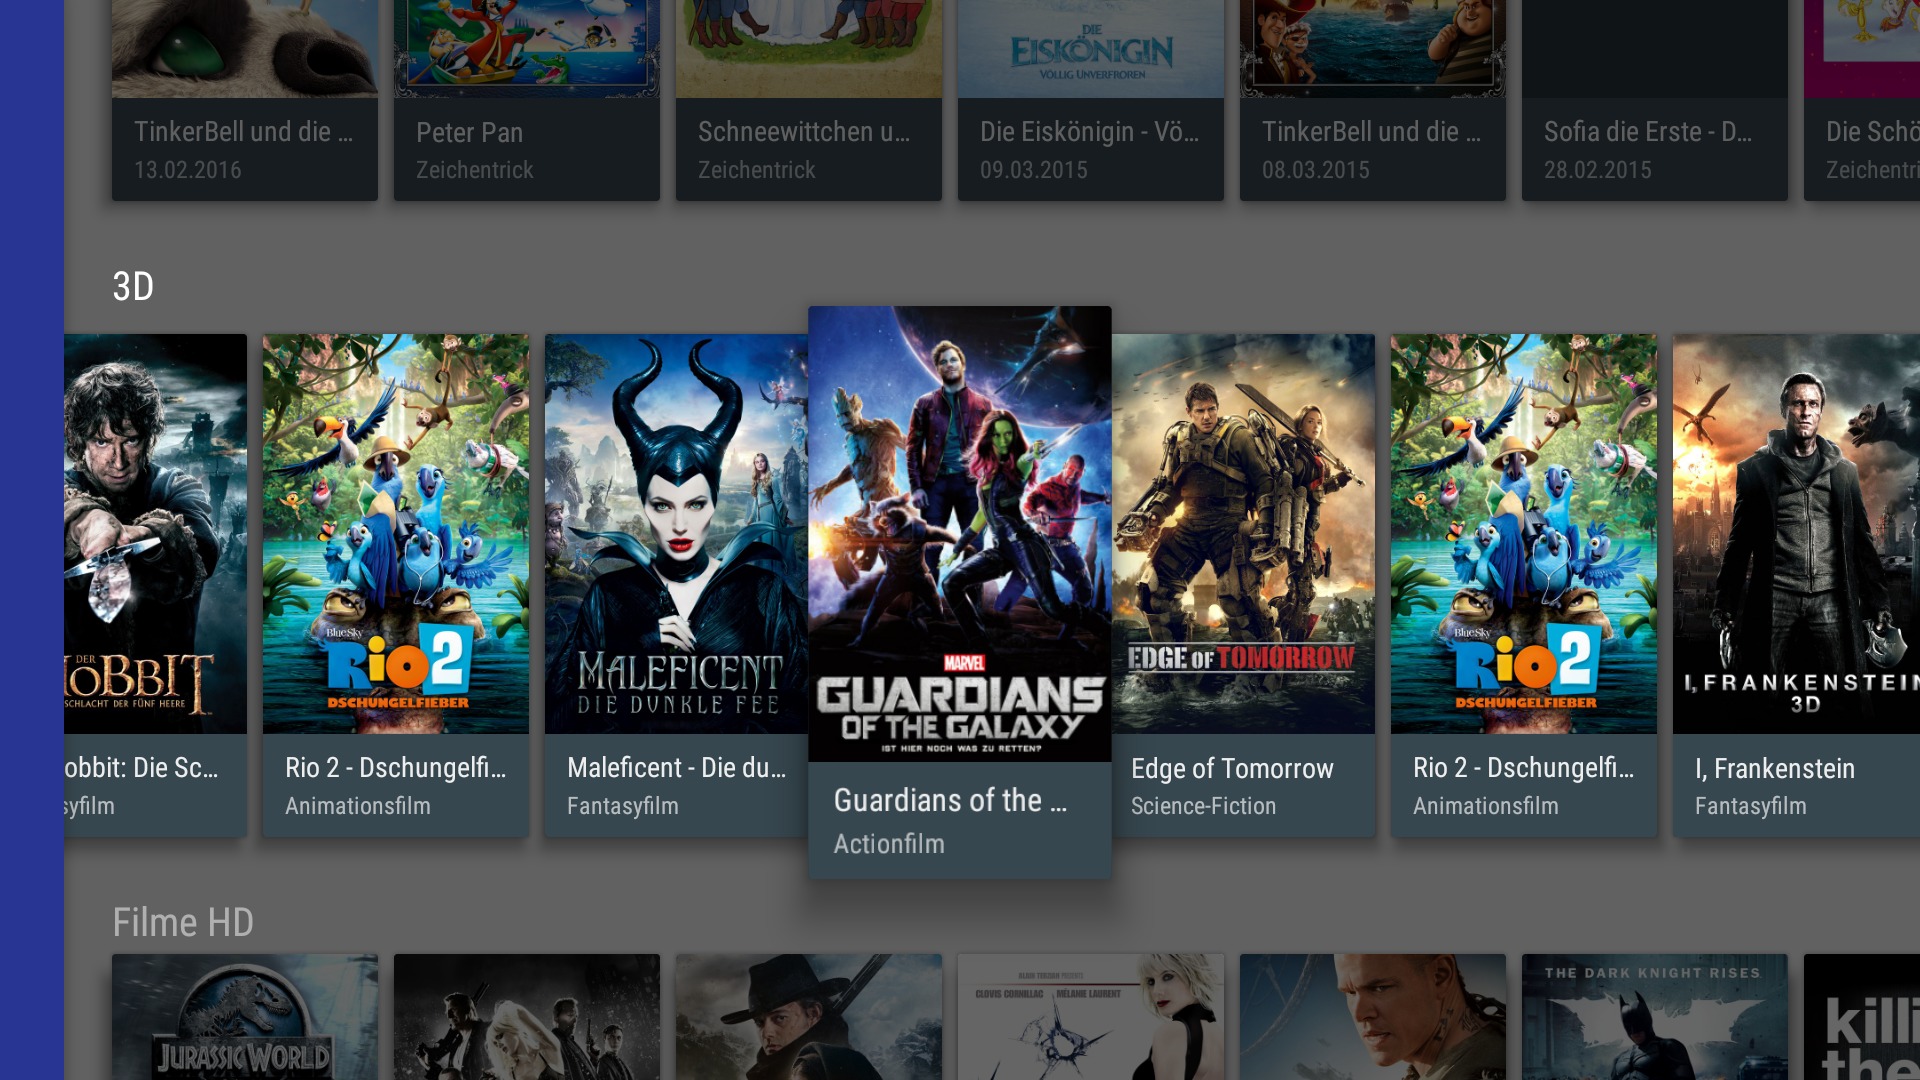 DIE
EISKÖNIGIN
VÖLLIG UNVERFROREN
TinkerBell und die ...
13.02.2016
Peter Pan
Zeichentrick
Schneewittchen u...
Zeichentrick
Die Eiskönigin - Vö...
09.03.2015
TinkerBell und die ...
08.03.2015
Sofia die Erste - D...
28.02.2015
Die Schö
Zeichentri
3D
DER
HOBBIT
SCHLACHT DER FÜNF HEERE
obbit: Die Sc...
syfilm
BlueSky
Rio 2
DSCHUNGELFIEBER
Rio 2 - Dschungelfi...
Animationsfilm
MALEFICENT
DIE DUNKLE FEE
Maleficent - Die du...
Fantasyfilm
MARVEL
GUARDIANS
OF THE GALAXY
IST HIER NOCH WAS ZU RETTEN?
Guardians of the ...
Actionfilm
EDGE OF TOMORROW
Edge of Tomorrow
Science-Fiction
BlueSky
Rio 2
DSCHUNGELFIEBER
Rio 2 - Dschungelfi...
Animationsfilm
I, FRANKENSTEIN
3D
I, Frankenstein
Fantasyfilm
Filme HD
JURASSIC WORLD
ALAIN TERZIAN PRESENTE
CLOVIS CORNILLAC MÉLANIE LAURENT
THE DARK KNIGHT RISES
killi
the